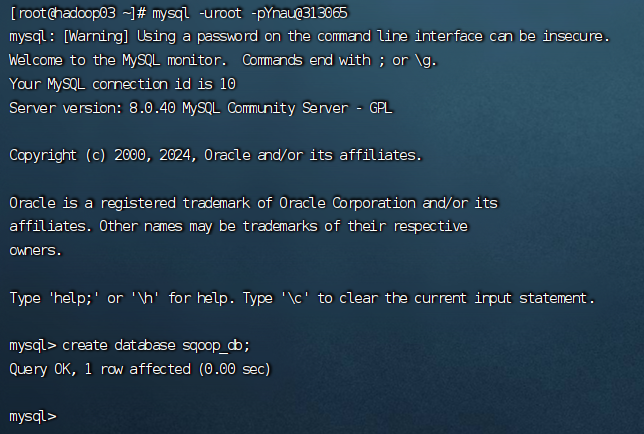 [root@hadoop03 ~]# mysql -uroot -pYnau@313065
mysql: [Warning] Using a password on the command line interface can be insecure.
Welcome to the MySQL monitor.  Commands end with ; or \g.
Your MySQL connection id is 10
Server version: 8.0.40 MySQL Community Server - GPL

Copyright (c) 2000, 2024, Oracle and/or its affiliates.

Oracle is a registered trademark of Oracle Corporation and/or its
affiliates. Other names may be trademarks of their respective
owners.

Type 'help;' or '\h' for help. Type '\c' to clear the current input statement.

mysql> create database sqoop_db;
Query OK, 1 row affected (0.00 sec)

mysql>